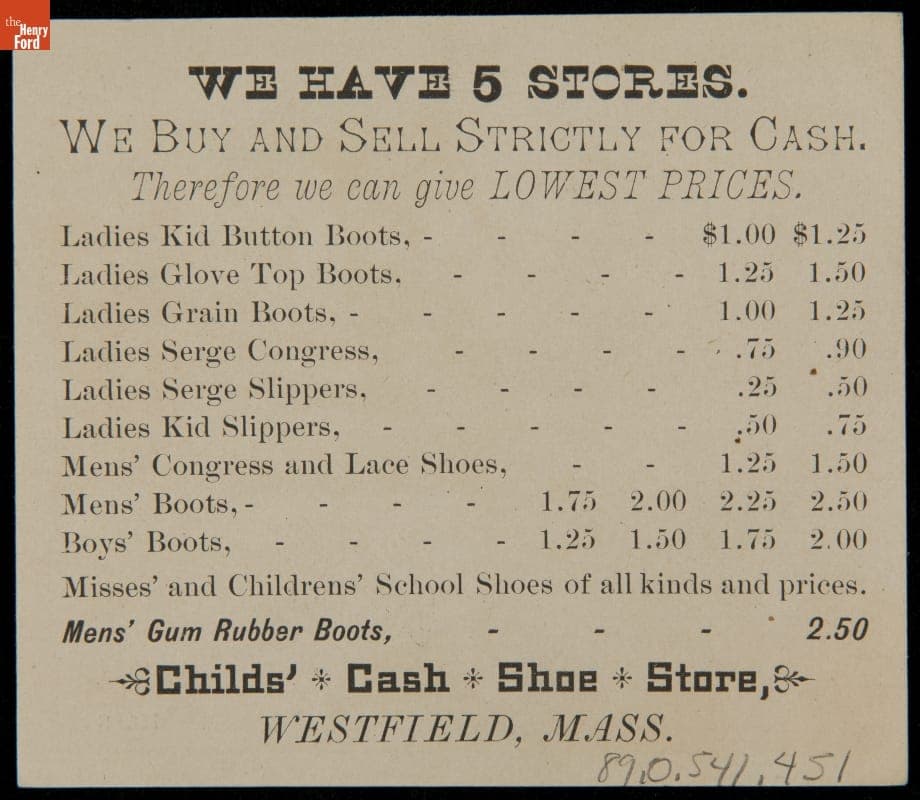 the
Henry
Ford
WE HAVE 5 STORES.
WE BUY AND SELL STRICTLY FOR CASH.
Therefore we can give LOWEST PRICES.
Ladies Kid Button Boots, - - - - $1.00 $1.25
Ladies Glove Top Boots. - - - - 1.25 1.50
Ladies Grain Boots, - - - - - 1.00 1.25
Ladies Serge Congress, - - - - .75 .90
Ladies Serge Slippers, - - - - .25 .50
Ladies Kid Slippers, - - - - - .50 .75
Mens' Congress and Lace Shoes, - - 1.25 1.50
Mens' Boots, - - - - 1.75 2.00 2.25 2.50
Boys' Boots, - - - - 1.25 1.50 1.75 2.00
Misses' and Childrens' School Shoes of all kinds and prices.
Mens' Gum Rubber Boots, - - - 2.50
Childs' * Cash * Shoe * Store,
WESTFIELD, MASS.
89.0.541.451